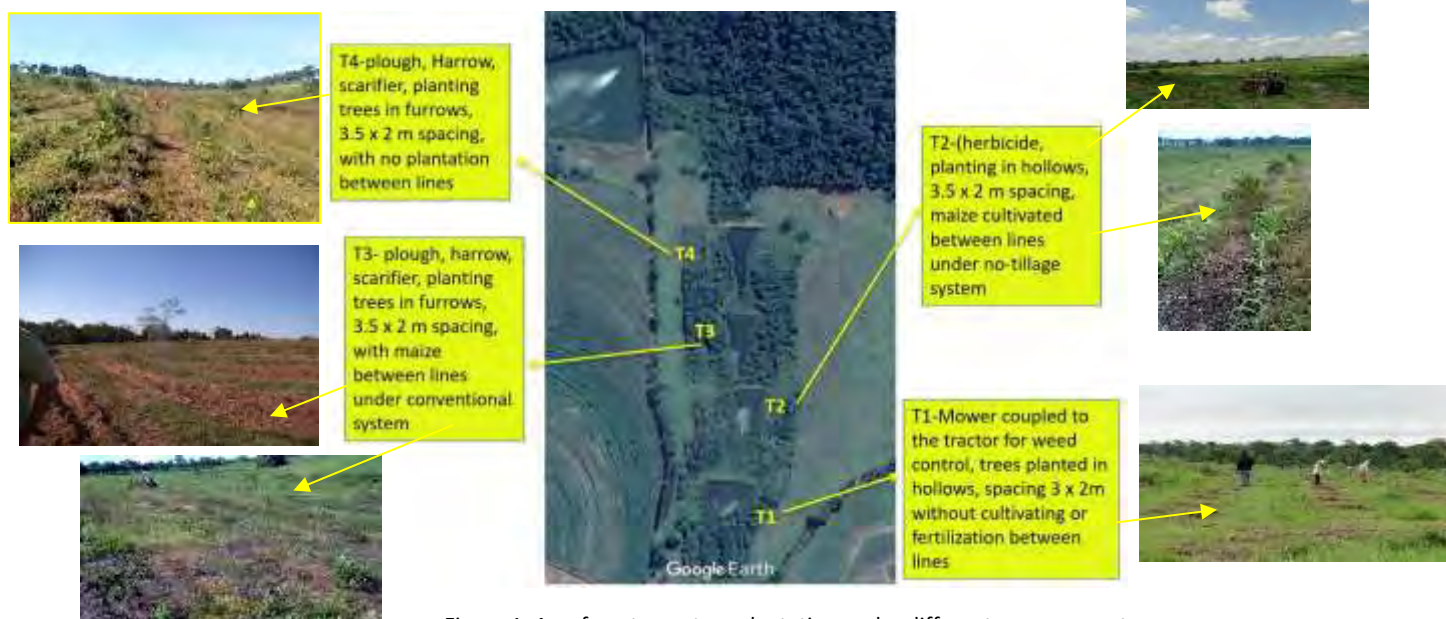 T4-plough, Harrow,
scarifier, planting
trees in furrows,
3.5 x 2 m spacing,
with no plantation
between lines
T3- plough, harrow,
scarifier, planting
trees in furrows,
3.5 x 2 m spacing,
with maize
between lines
under conventional
system
T4
T3
T2
T1
Google Earth
T2-(herbicide,
planting in hollows,
3.5 x 2 m spacing,
maize cultivated
between lines
under no-tillage
system
T1-Mower coupled to
the tractor for weed
control, trees planted in
hollows, spacing 3 x 2m
without cultivating or
fertilization between
lines